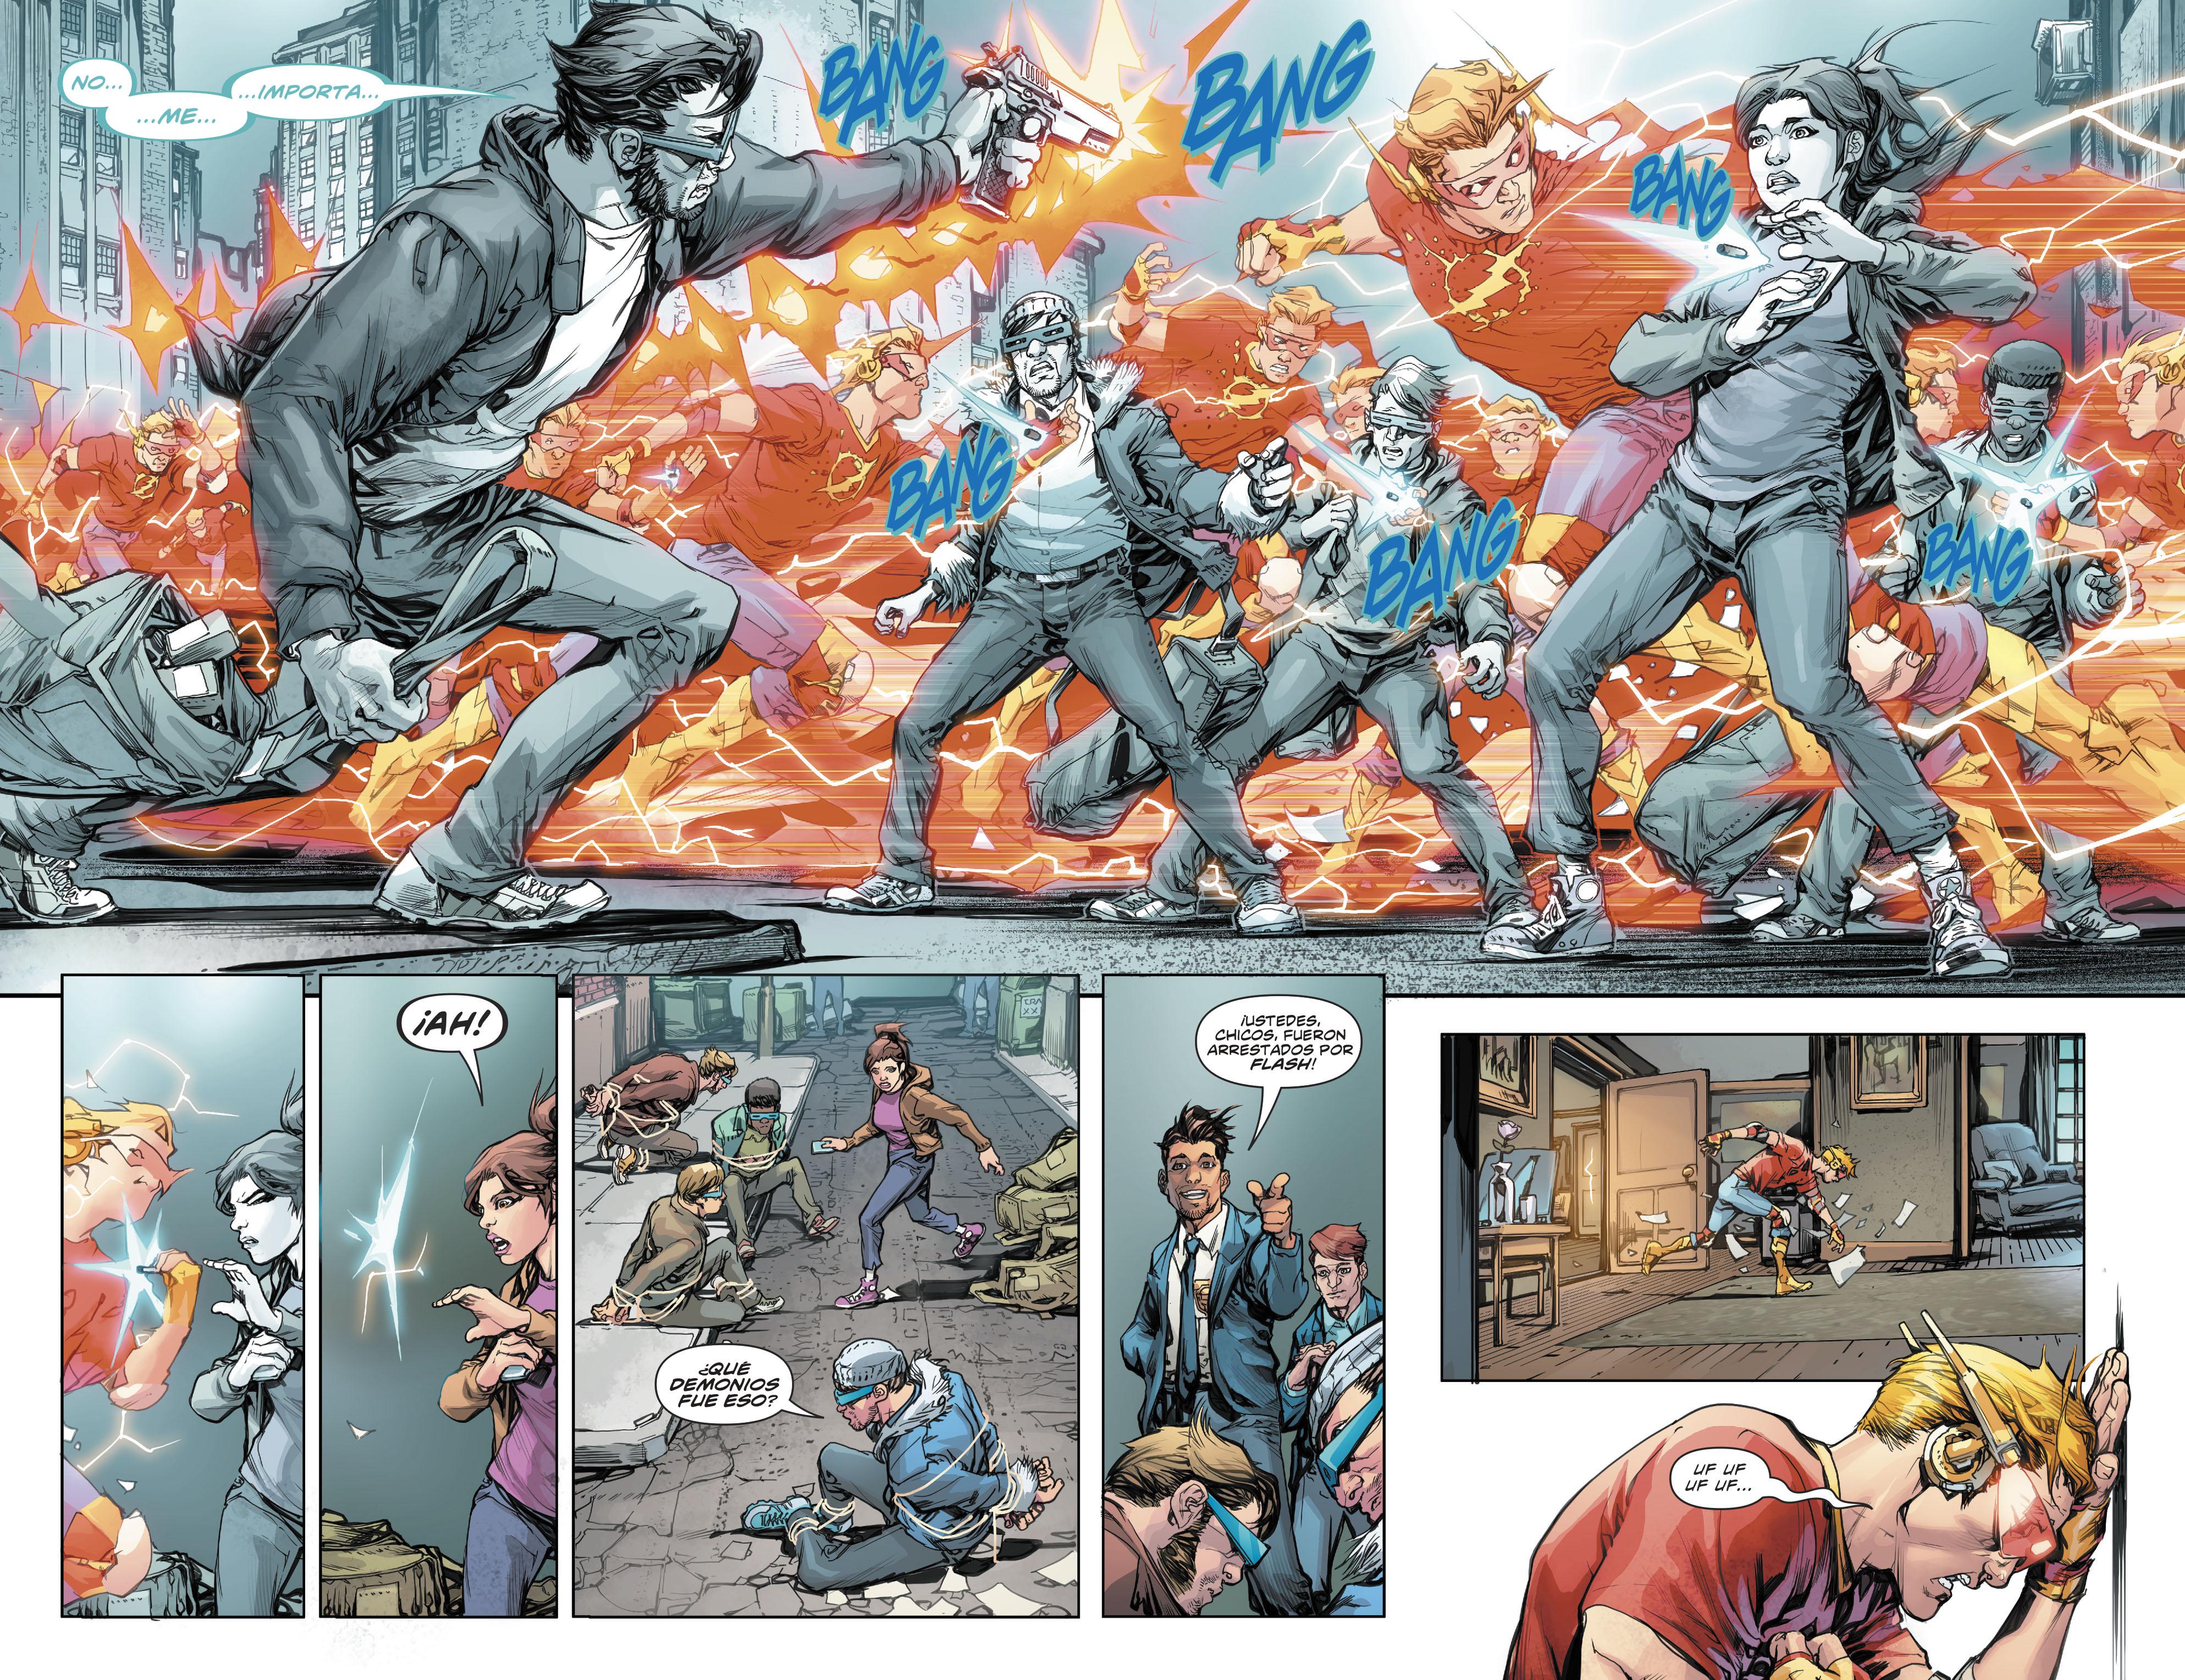 NO...
...ME...
...IMPORTA...
BANG
BANG
BANG
BANG
BANG
BANG
¡AH!
¿QUÉ
DEMONIOS
FUE ESO?
¡USTEDES,
CHICOS, FUERON
ARRESTADOS POR
FLASH!
UF UF
UF UF...